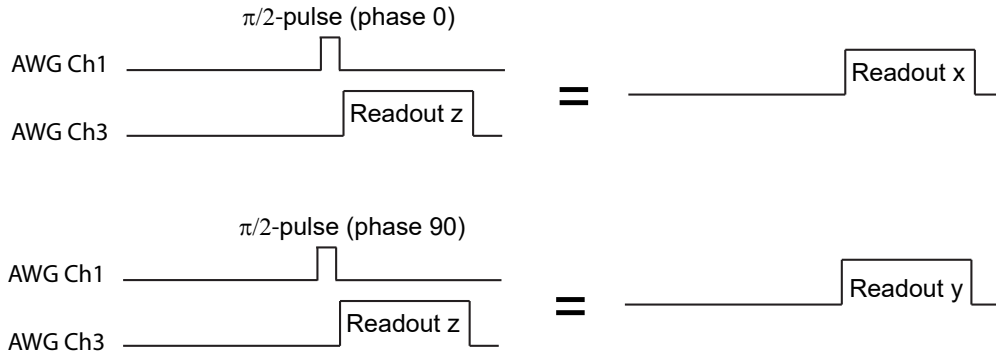 π/2-pulse (phase 0)
AWG Ch1
Readout z
AWG Ch3
=
Readout x
π/2-pulse (phase 90)
AWG Ch1
Readout z
AWG Ch3
=
Readout y